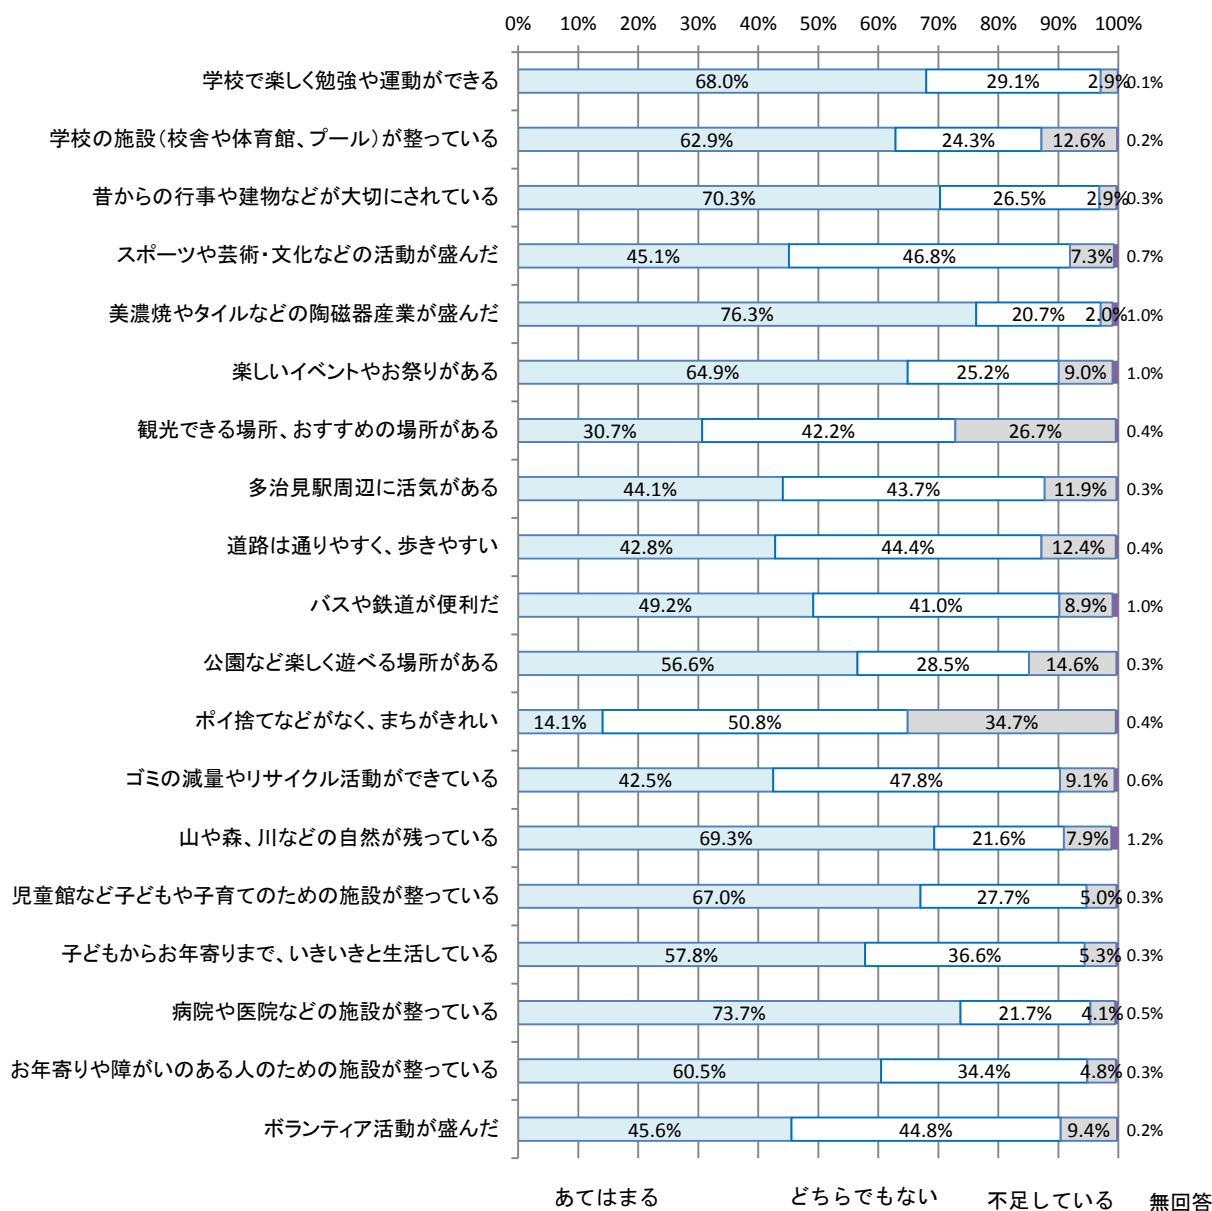 0% 10% 20% 30% 40% 50% 60% 70% 80% 90% 100%
学校で楽しく勉強や運動ができる 68.0% 29.1% 2.9% 0.1%
学校の施設(校舎や体育館、プール)が整っている 62.9% 24.3% 12.6% 0.2%
昔からの行事や建物などが大切にされている 70.3% 26.5% 2.9% 0.3%
スポーツや芸術・文化などの活動が盛んだ 45.1% 46.8% 7.3% 0.7%
美濃焼やタイルなどの陶磁器産業が盛んだ 76.3% 20.7% 2.0% 1.0%
楽しいイベントやお祭りがある 64.9% 25.2% 9.0% 1.0%
観光できる場所、おすすめの場所がある 30.7% 42.2% 26.7% 0.4%
多治見駅周辺に活気がある 44.1% 43.7% 11.9% 0.3%
道路は通りやすく、歩きやすい 42.8% 44.4% 12.4% 0.4%
バスや鉄道が便利だ 49.2% 41.0% 8.9% 1.0%
公園など楽しく遊べる場所がある 56.6% 28.5% 14.6% 0.3%
ポイ捨てなどがなく、まちがきれい 14.1% 50.8% 34.7% 0.4%
ゴミの減量やリサイクル活動ができている 42.5% 47.8% 9.1% 0.6%
山や森、川などの自然が残っている 69.3% 21.6% 7.9% 1.2%
児童館など子どもや子育てのための施設が整っている 67.0% 27.7% 5.0% 0.3%
子どもからお年寄りまで、いきいきと生活している 57.8% 36.6% 5.3% 0.3%
病院や医院などの施設が整っている 73.7% 21.7% 4.1% 0.5%
お年寄りや障がいのある人のための施設が整っている 60.5% 34.4% 4.8% 0.3%
ボランティア活動が盛んだ 45.6% 44.8% 9.4% 0.2%
あてはまる どちらでもない 不足している 無回答